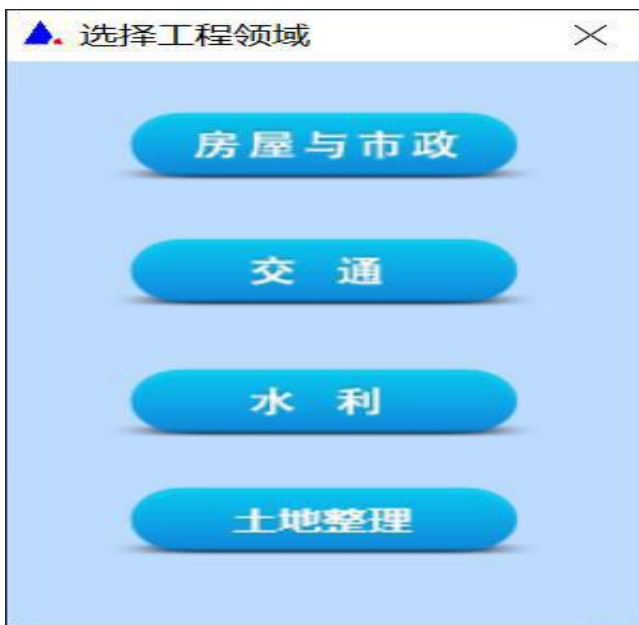 选择工程领域
房屋与市政
交 通
水 利
土地整理